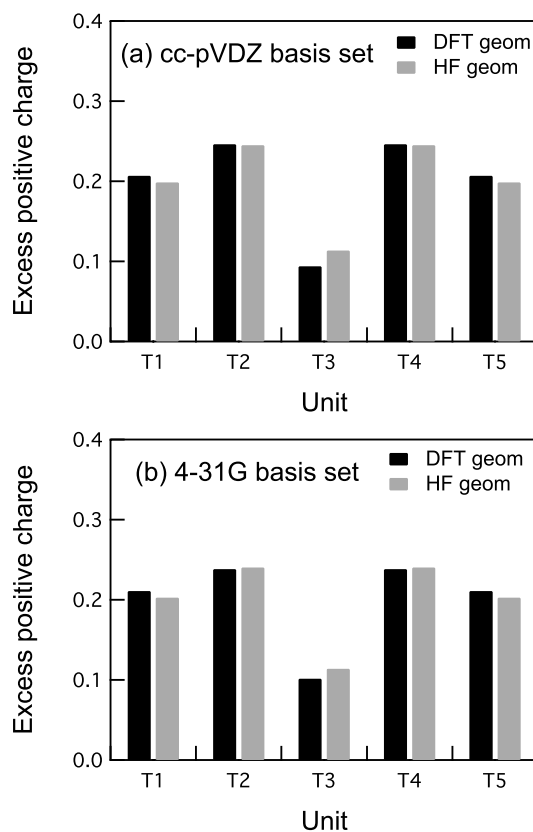 (a) cc-pVDZ basis set
DFT geom
HF geom
Excess positive charge
0.4
0.3
0.2
0.1
0.0
T1 T2 T3 T4 T5
Unit
(b) 4-31G basis set
DFT geom
HF geom
Excess positive charge
0.4
0.3
0.2
0.1
0.0
T1 T2 T3 T4 T5
Unit